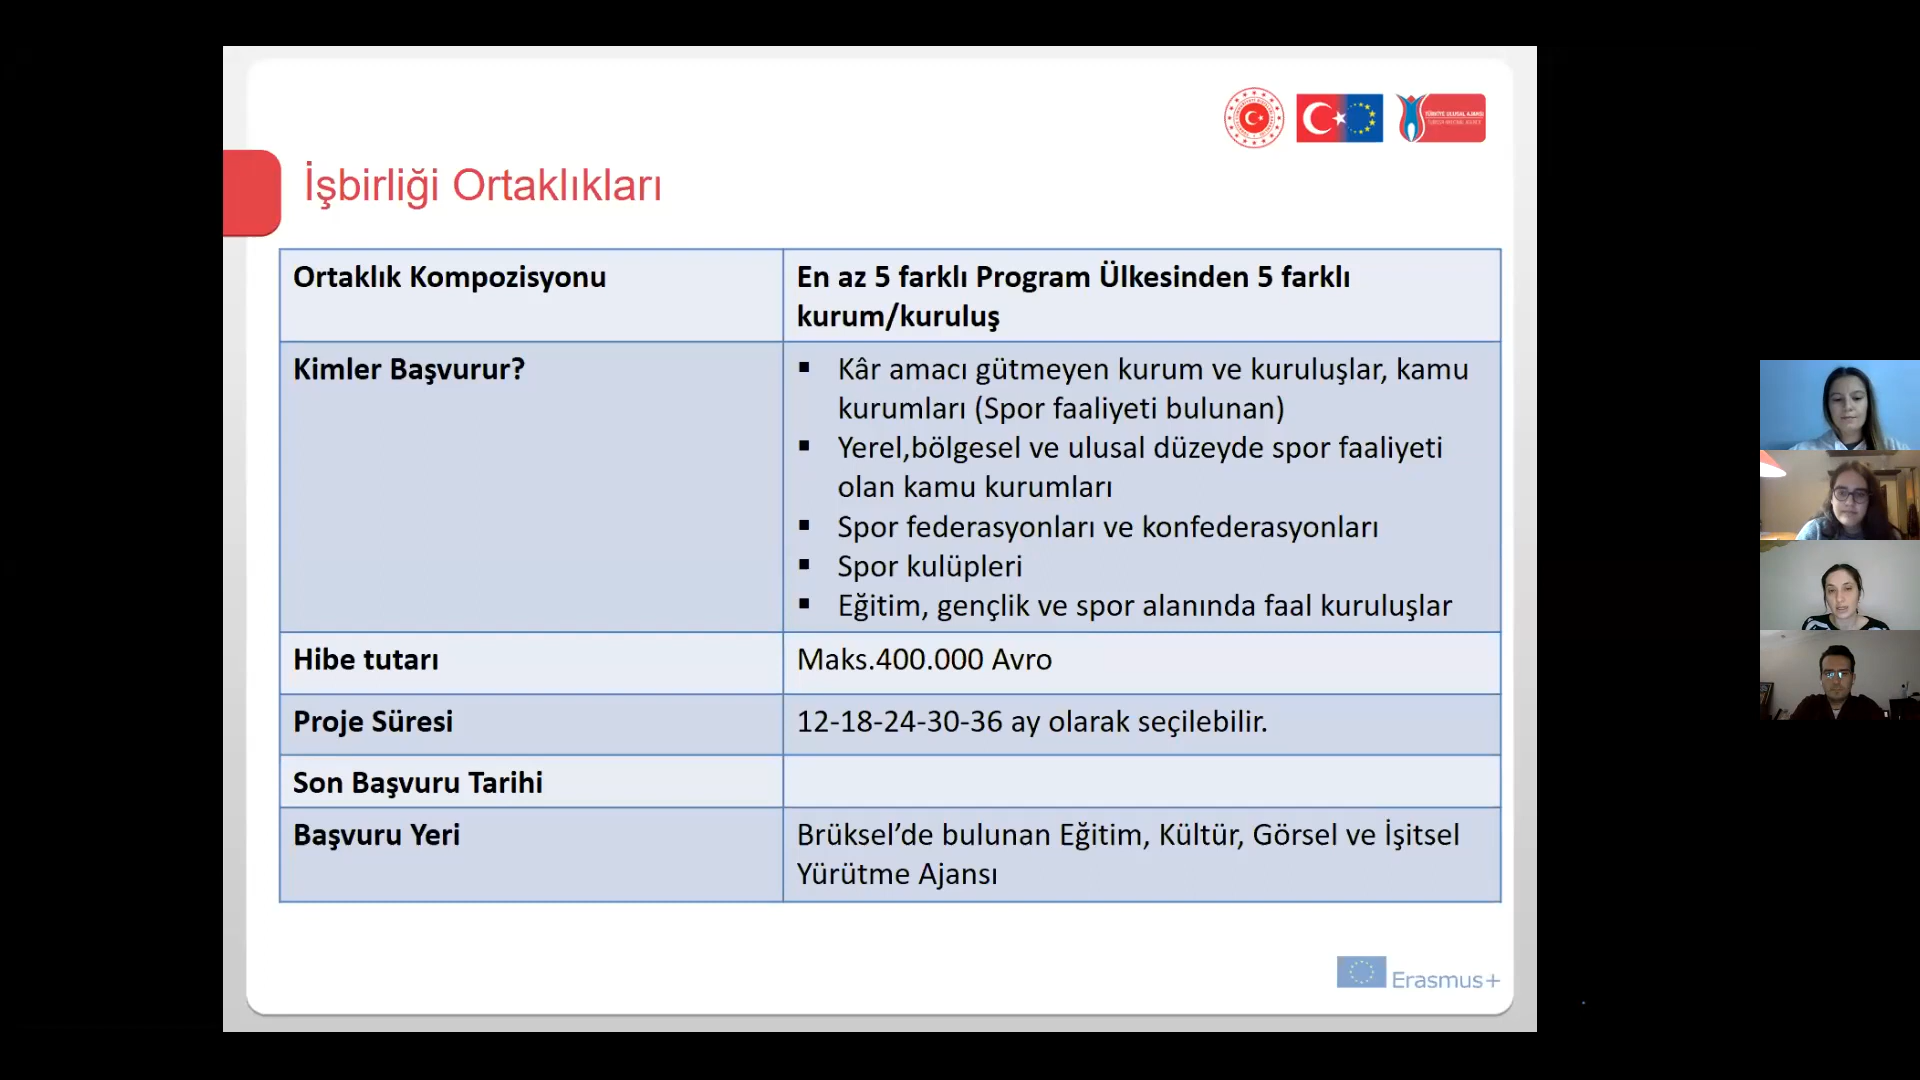 TÜRKİYE ULUSAL AJANSI
İşbirliği Ortaklıkları
Ortaklık Kompozisyonu
En az 5 farklı Program Ülkesinden 5 farklı
kurum/kuruluş
Kimler Başvurur?
▪ Kâr amacı gütmeyen kurum ve kuruluşlar, kamu
kurumları (Spor faaliyeti bulunan)
▪ Yerel,bölgesel ve ulusal düzeyde spor faaliyeti
olan kamu kurumları
▪ Spor federasyonları ve konfederasyonları
▪ Spor kulüpleri
▪ Eğitim, gençlik ve spor alanında faal kuruluşlar
Hibe tutarı
Maks.400.000 Avro
Proje Süresi
12-18-24-30-36 ay olarak seçilebilir.
Son Başvuru Tarihi
Başvuru Yeri
Brüksel’de bulunan Eğitim, Kültür, Görsel ve İşitsel
Yürütme Ajansı
Erasmus+